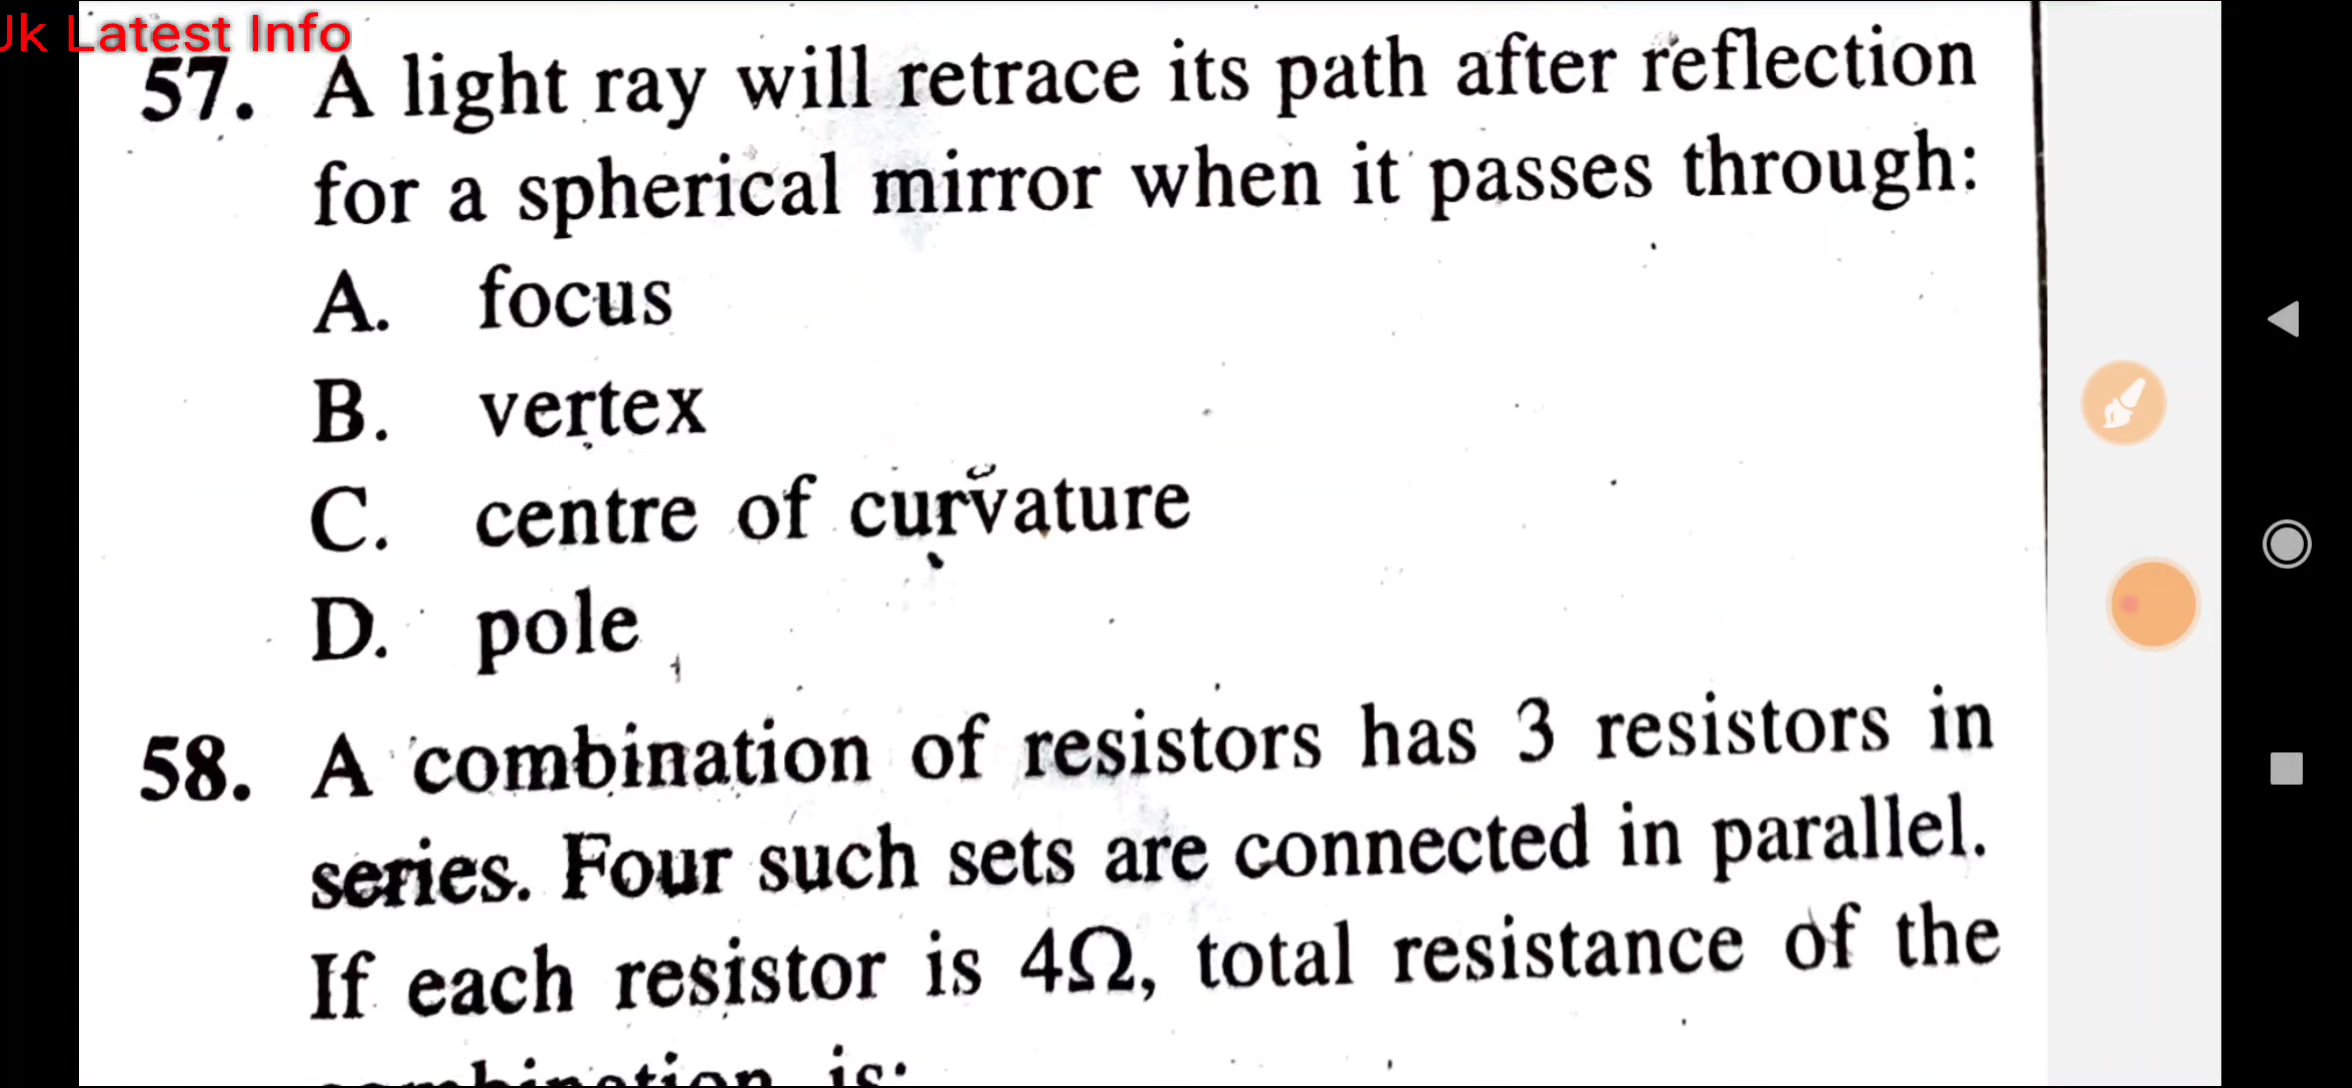 Jk Latest Info
57. A light ray will retrace its path after reflection
for a spherical mirror when it passes through:
A. focus
B. vertex
C. centre of curvature
D. pole
58. A combination of resistors has 3 resistors in
series. Four such sets are connected in parallel.
If each resistor is 4Ω, total resistance of the
combination is: